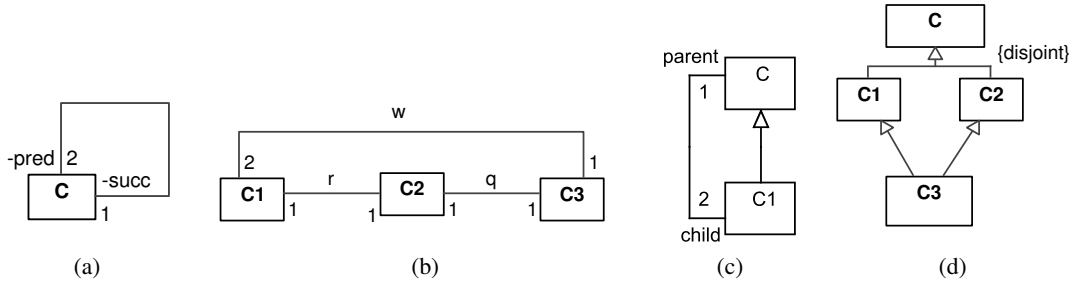 -pred
2
C
-succ
1
(a)
w
2
1
C1
r
1
1
C2
q
1
1
C3
(b)
parent
1
C
2
C1
child
(c)
C
{disjoint}
C1
C2
C3
(d)